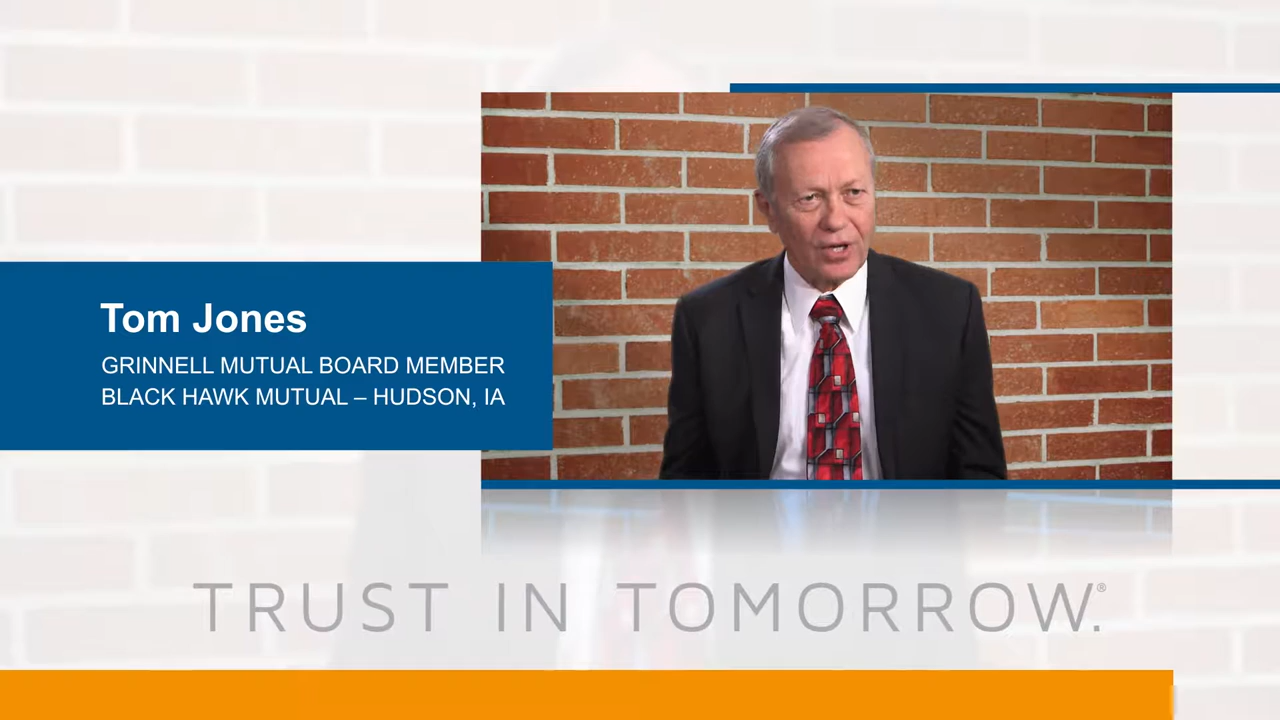 Tom Jones
GRINNELL MUTUAL BOARD MEMBER
BLACK HAWK MUTUAL – HUDSON, IA
TRUST IN TOMORROW.®